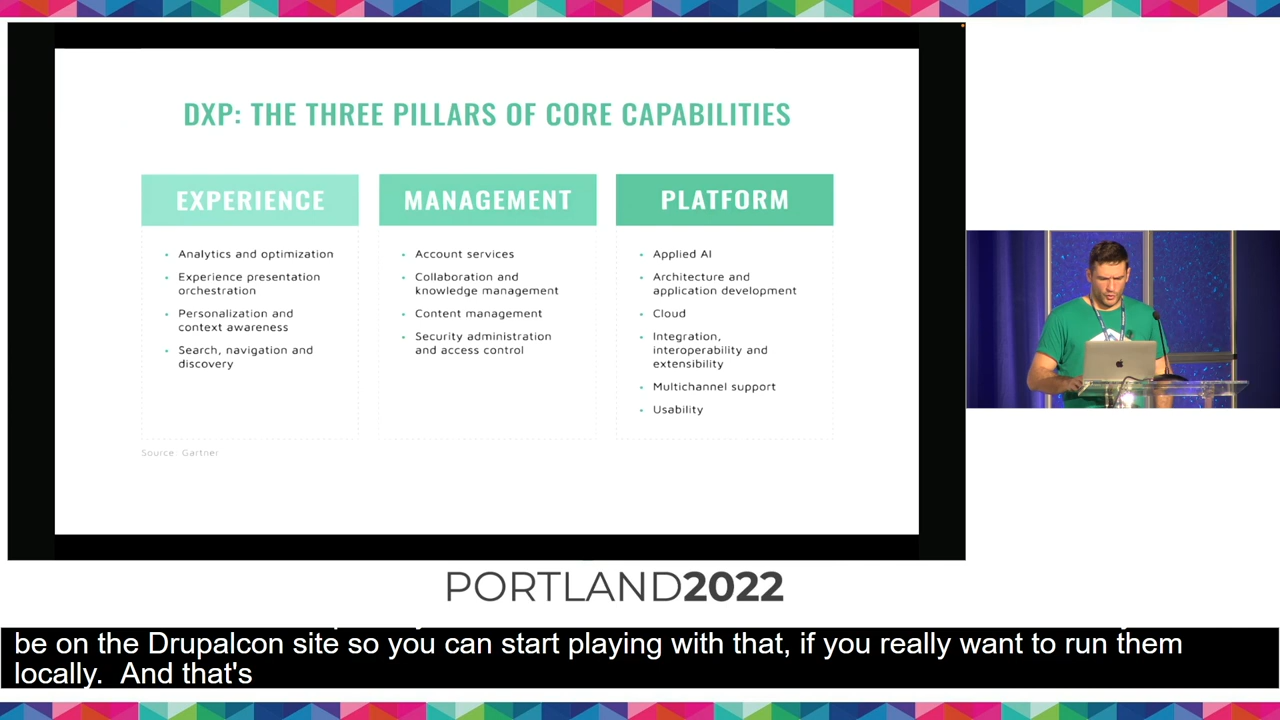 DXP: THE THREE PILLARS OF CORE CAPABILITIES
EXPERIENCE
• Analytics and optimization
• Experience presentation
orchestration
• Personalization and
context awareness
• Search, navigation and
discovery
MANAGEMENT
• Account services
• Collaboration and
knowledge management
• Content management
• Security administration
and access control
PLATFORM
• Applied AI
• Architecture and
application development
• Cloud
• Integration,
interoperability and
extensibility
• Multichannel support
• Usability
Source: Gartner
PORTLAND2022
be on the Drupalcon site so you can start playing with that, if you really want to run them
locally.  And that's